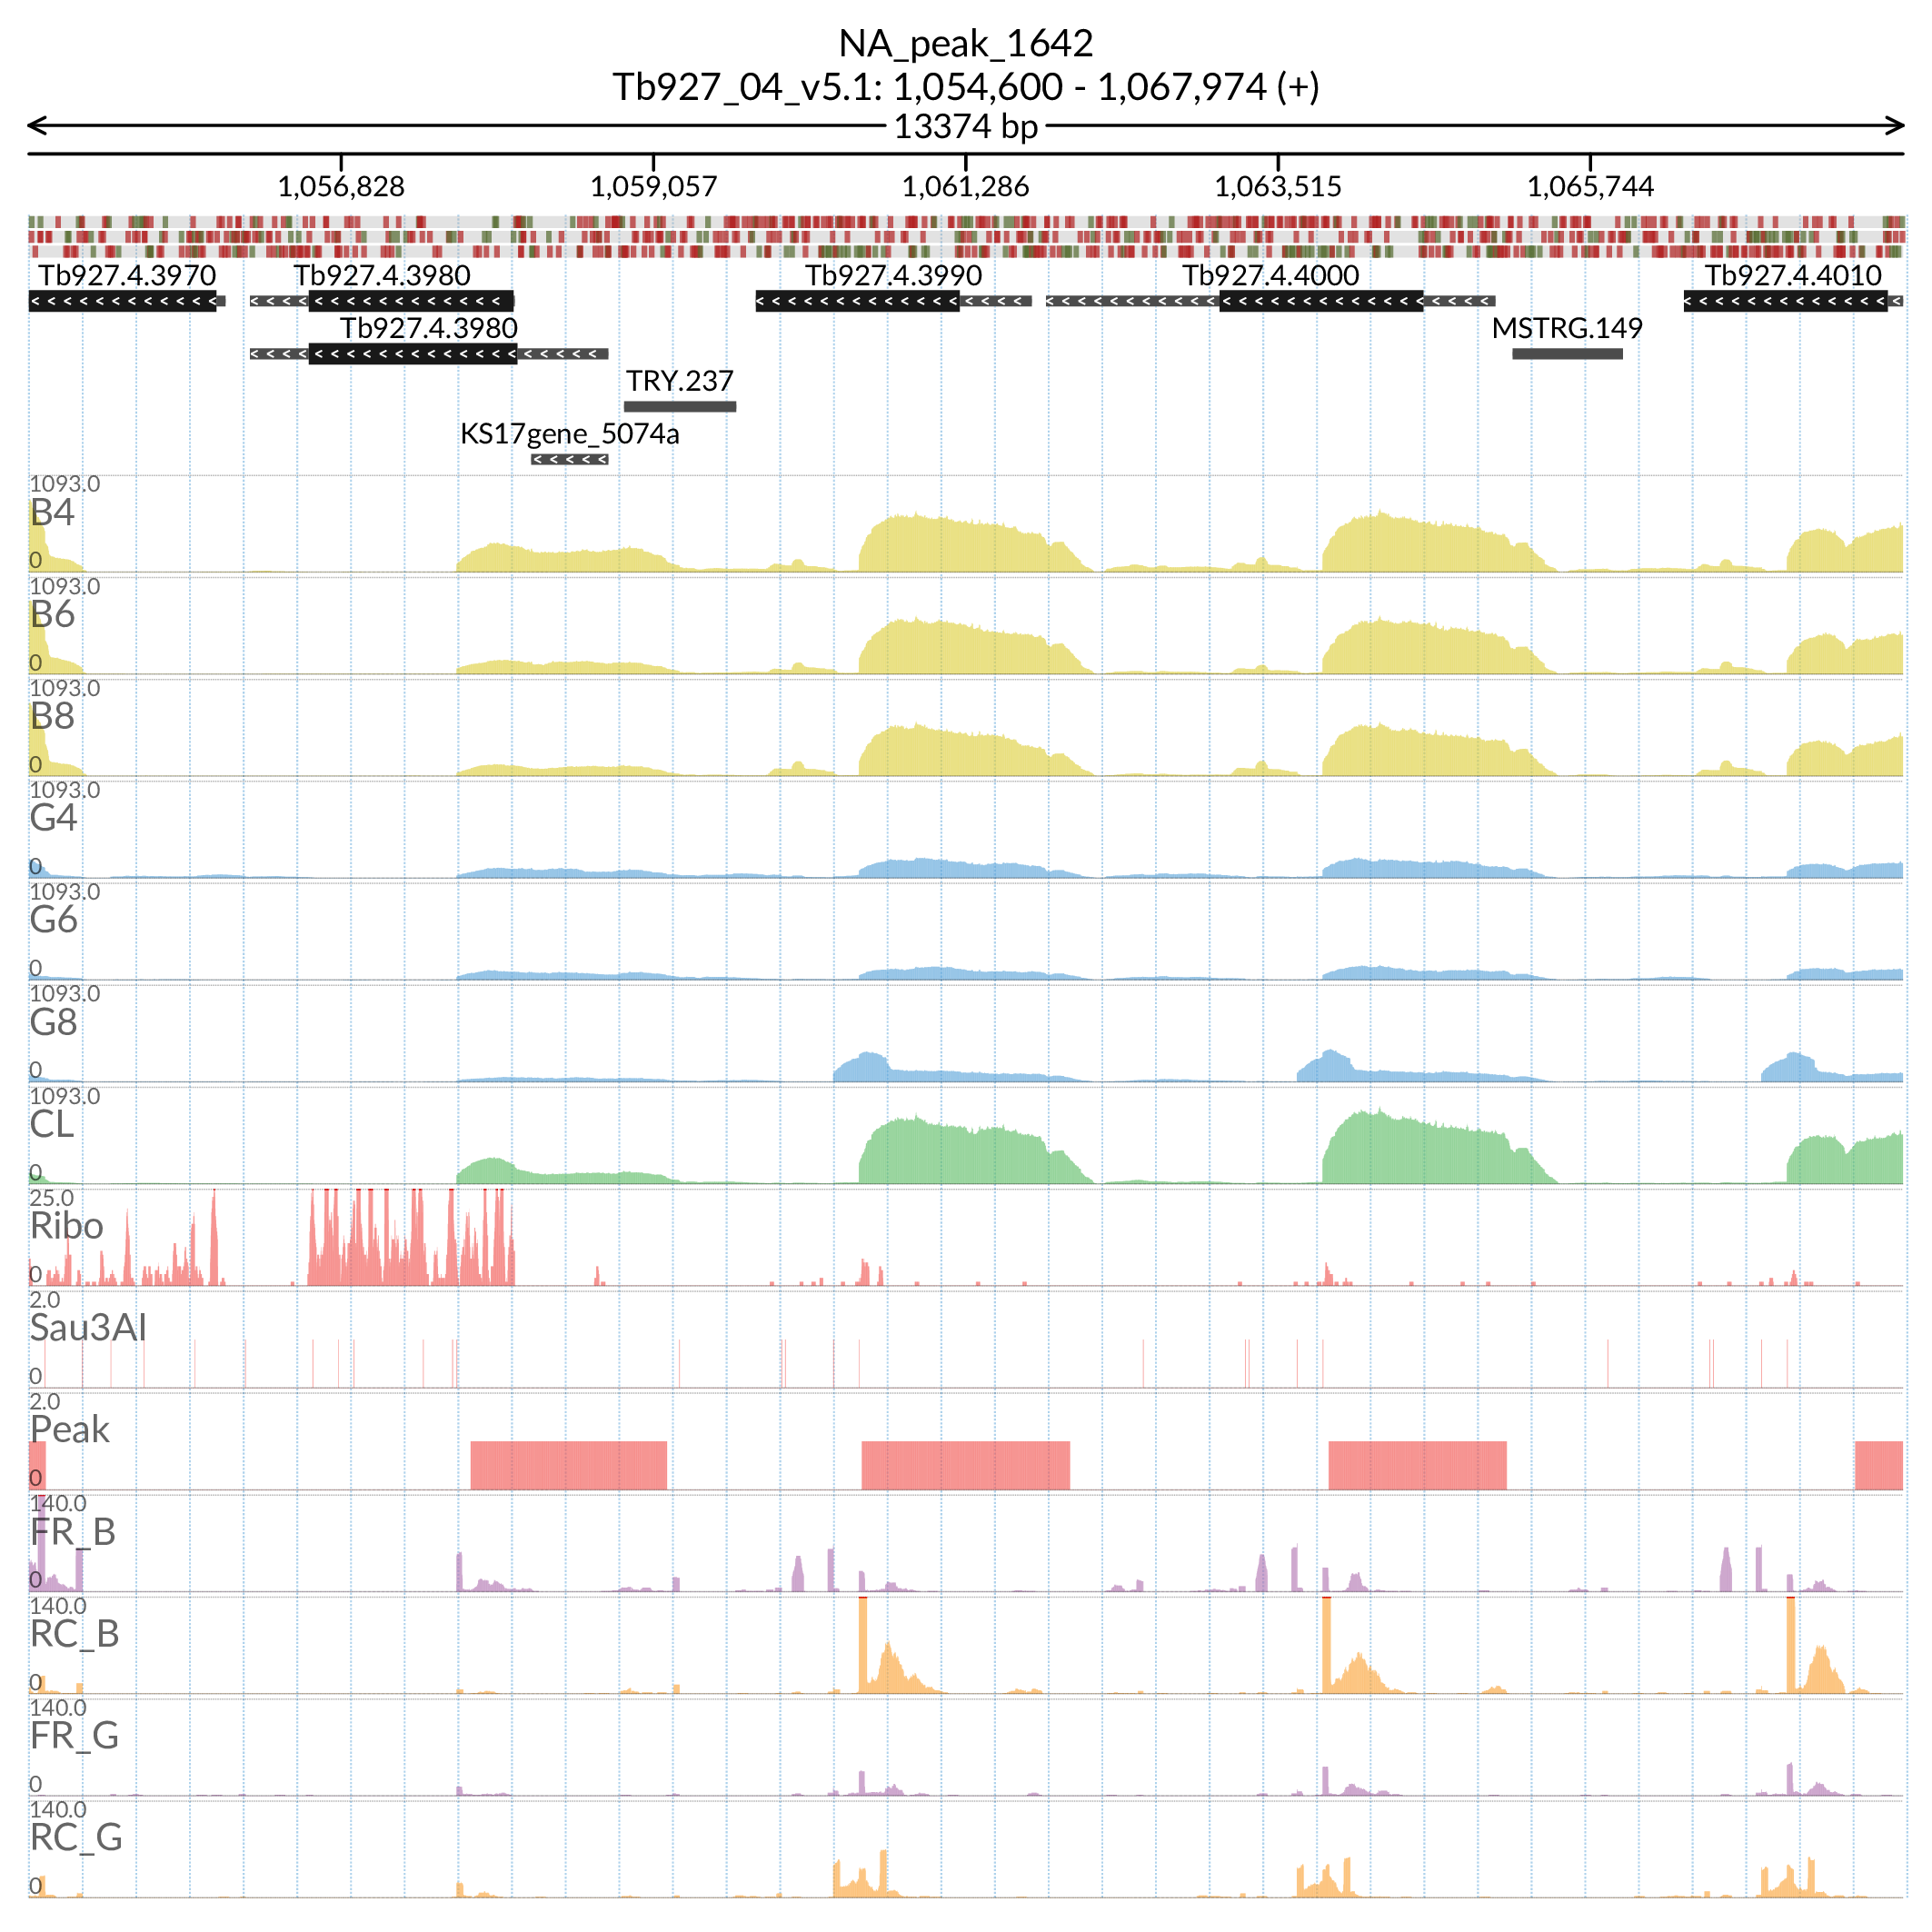 NA_peak_1642
Tb927_04_v5.1: 1,054,600 - 1,067,974 (+)
13374 bp
1,056,828 1,059,057 1,061,286 1,063,515 1,065,744
Tb927.4.3970 Tb927.4.3980 Tb927.4.3990 Tb927.4.4000 Tb927.4.4010
Tb927.4.3980 MSTRG.149
TRY.237
KS17gene_5074a
1093.0
B4
0
1093.0
B6
0
1093.0
B8
0
1093.0
G4
0
1093.0
G6
0
1093.0
G8
0
1093.0
CL
0
25.0
Ribo
0
2.0
Sau3AI
0
2.0
Peak
0
140.0
FR_B
0
140.0
RC_B
0
140.0
FR_G
0
140.0
RC_G
0